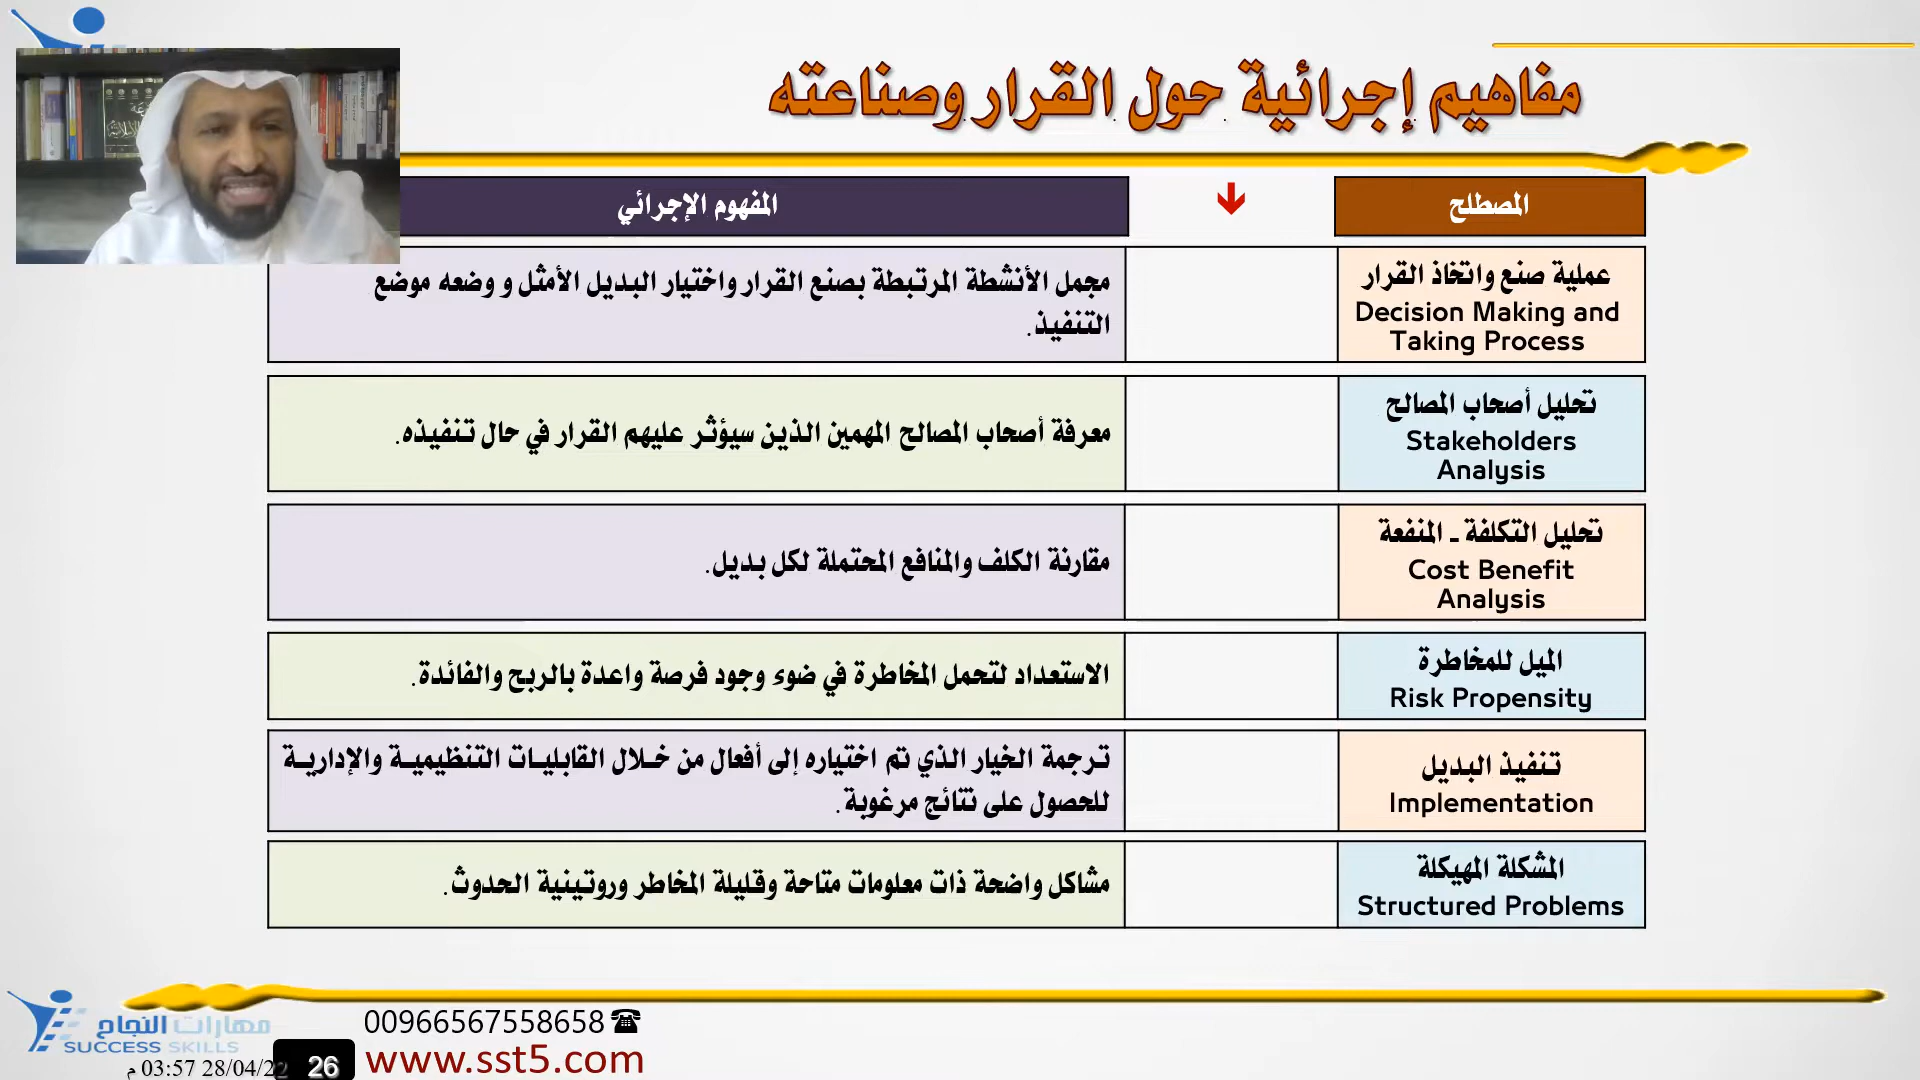 مفاهيم إجرائية حول القرار وصناعته
المصطلح
المفهوم الإجرائي
عملية صنع واتخاذ القرار
Decision Making and
Taking Process
مجمل الأنشطة المرتبطة بصنع القرار واختيار البديل الأمثل و وضعه موضع
التنفيذ.
تحليل أصحاب المصالح
Stakeholders
Analysis
معرفة أصحاب المصالح المهمين الذين سيؤثر عليهم القرار في حال تنفيذه.
تحليل التكلفة - المنفعة
Cost Benefit
Analysis
مقارنة الكلف والمنافع المحتملة لكل بديل.
الميل للمخاطرة
Risk Propensity
الاستعداد لتحمل المخاطرة في ضوء وجود فرصة واعدة بالربح والفائدة.
تنفيذ البديل
Implementation
ترجمة الخيار الذي تم اختياره إلى أفعال من خلال القابليات التنظيمية والإدارية
للحصول على نتائج مرغوبة.
المشكلة المهيكلة
Structured Problems
مشاكل واضحة ذات معلومات متاحة وقليلة المخاطر وروتينية الحدوث.
مهارات النجاح
SUCCESS SKILLS
00966567558658
www.sst5.com
26
28/04/22 03:57 م